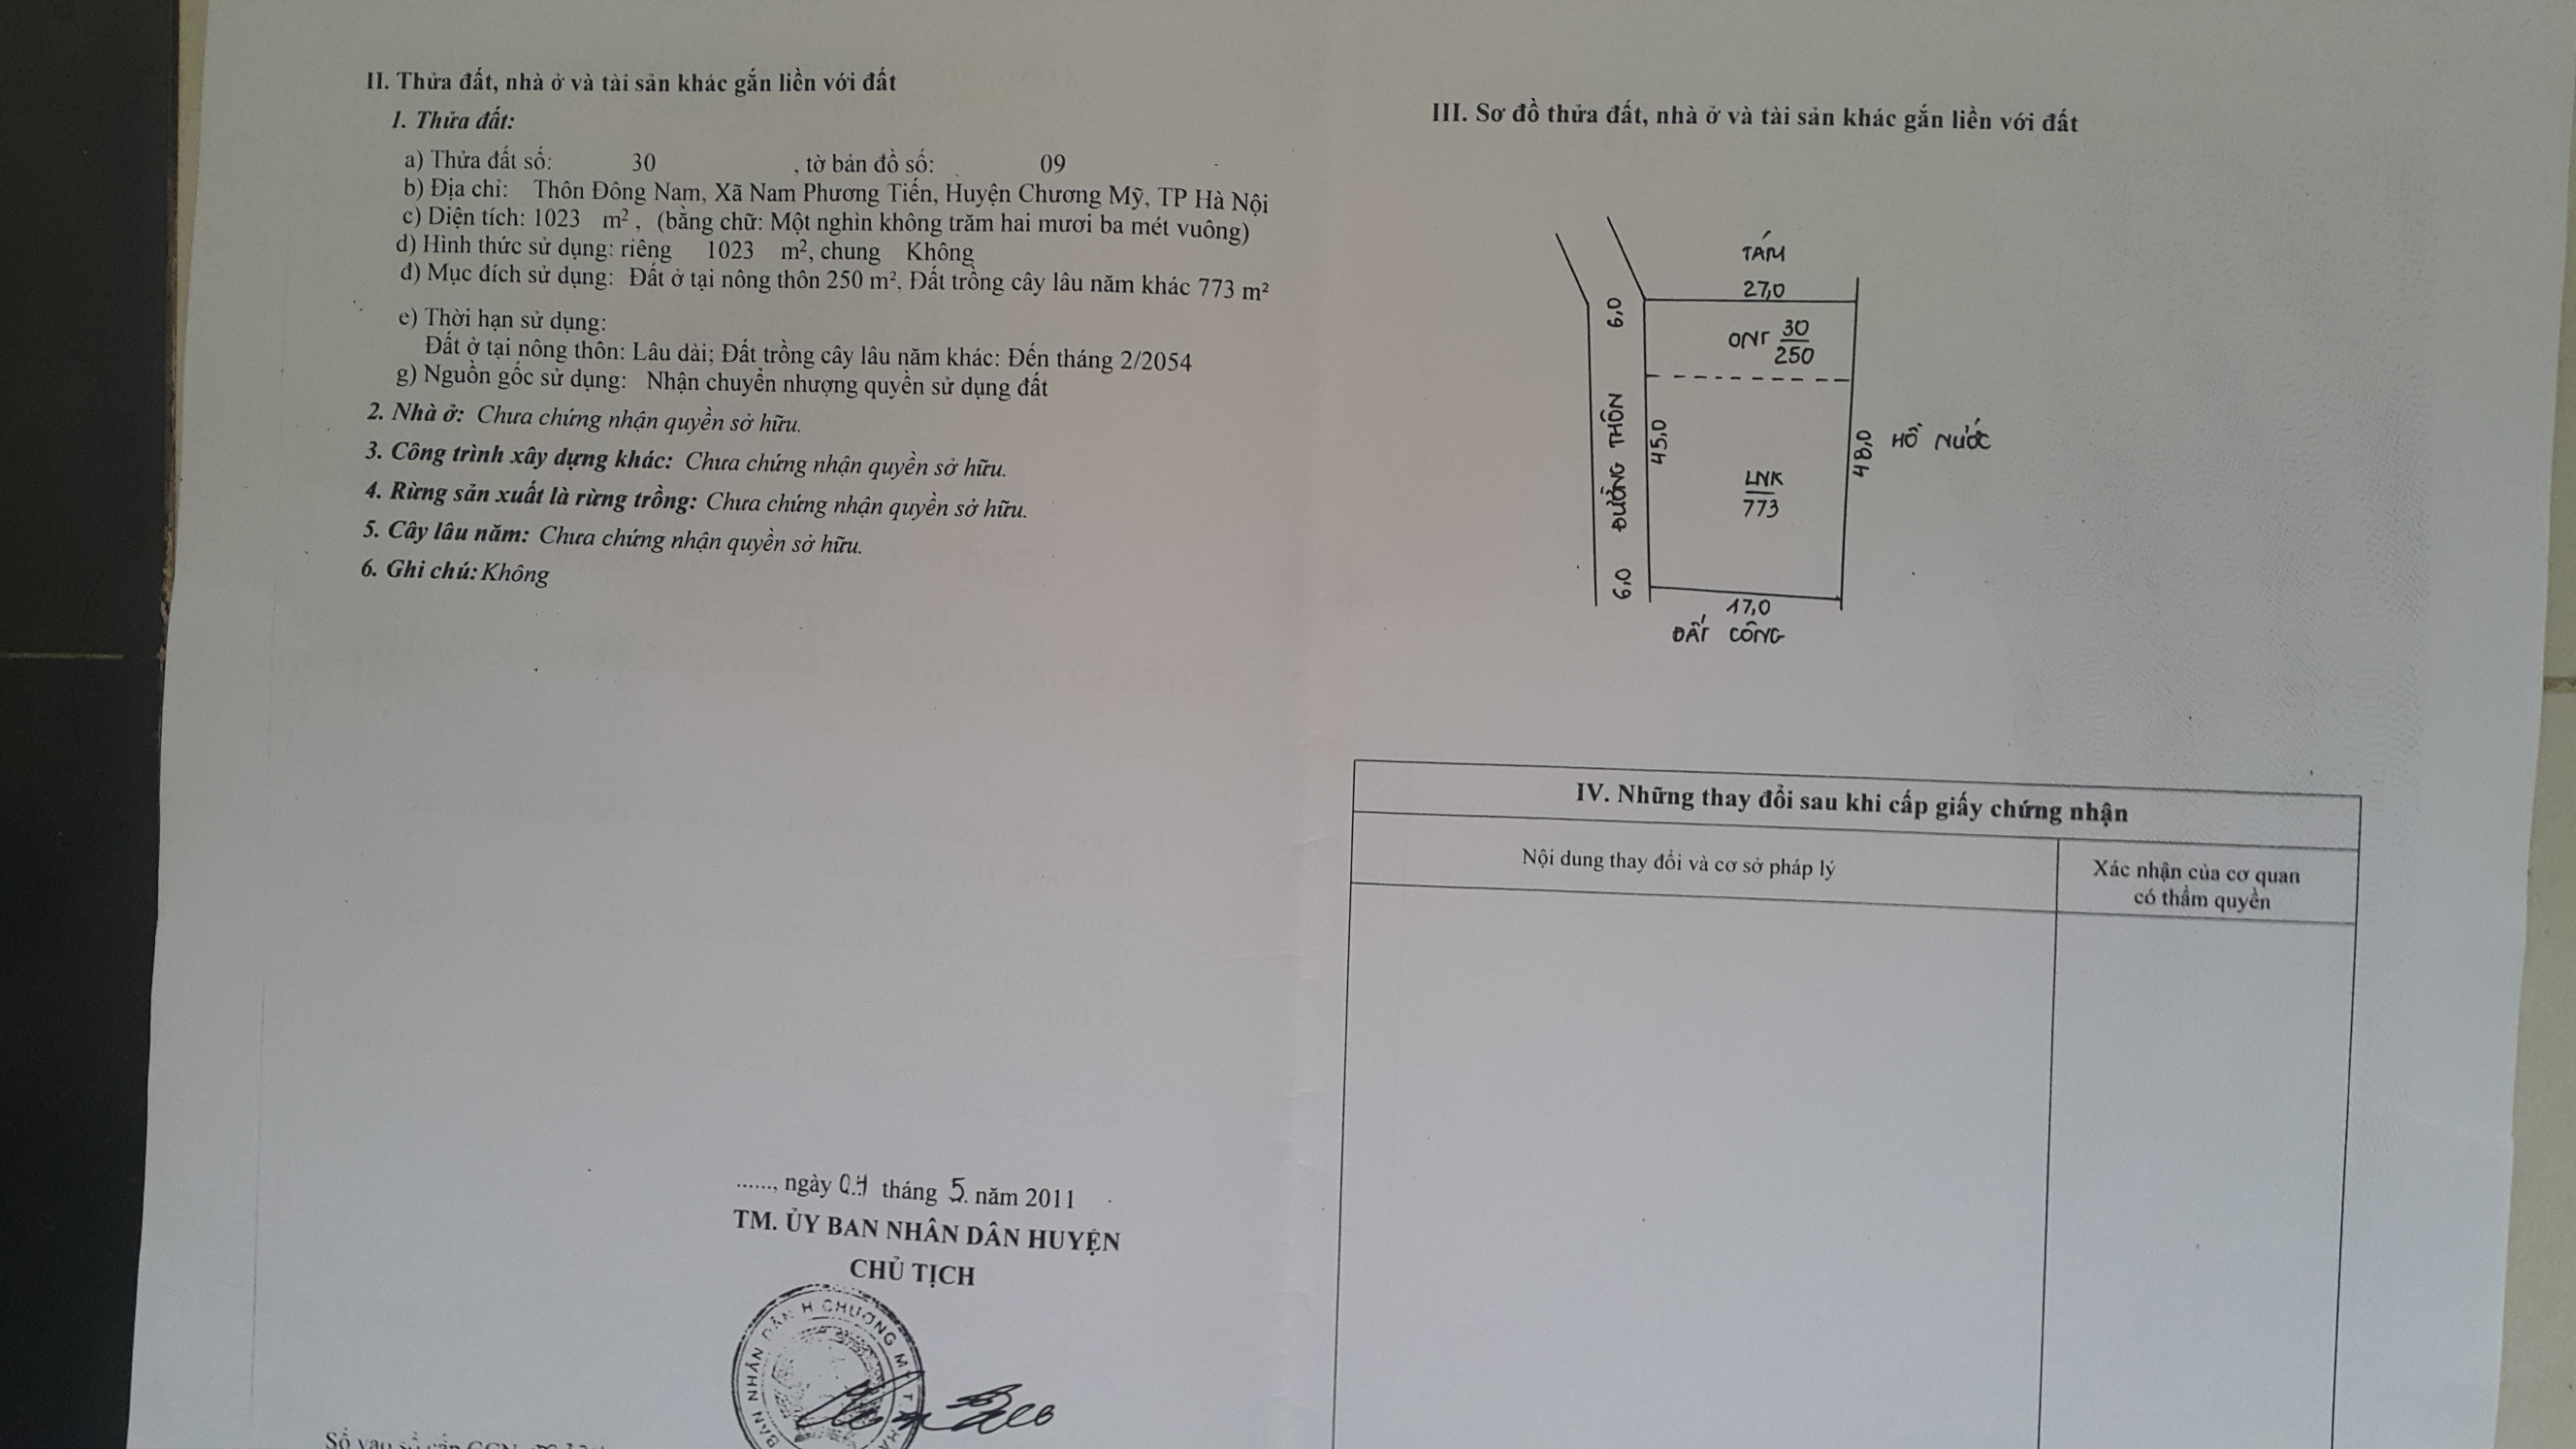 II. Thửa đất, nhà ở và tài sản khác gắn liền với đất
1. Thửa đất:
a) Thửa đất số: 30 , tờ bản đồ số: 09
b) Địa chỉ: Thôn Đông Nam, Xã Nam Phương Tiến, Huyện Chương Mỹ, TP Hà Nội
c) Diện tích: 1023 m², (bằng chữ: Một nghìn không trăm hai mươi ba mét vuông)
d) Hình thức sử dụng: riêng 1023 m², chung Không
đ) Mục đích sử dụng: Đất ở tại nông thôn 250 m², Đất trồng cây lâu năm khác 773 m²
e) Thời hạn sử dụng:
Đất ở tại nông thôn: Lâu dài; Đất trồng cây lâu năm khác: Đến tháng 2/2054
g) Nguồn gốc sử dụng: Nhận chuyển nhượng quyền sử dụng đất
2. Nhà ở: Chưa chứng nhận quyền sở hữu.
3. Công trình xây dựng khác: Chưa chứng nhận quyền sở hữu.
4. Rừng sản xuất là rừng trồng: Chưa chứng nhận quyền sở hữu.
5. Cây lâu năm: Chưa chứng nhận quyền sở hữu.
6. Ghi chú: Không
......, ngày 04 tháng 5. năm 2011
TM. ỦY BAN NHÂN DÂN HUYỆN
CHỦ TỊCH
BAN NHÂN DÂN H CHƯƠNG M
III. Sơ đồ thửa đất, nhà ở và tài sản khác gắn liền với đất
TÁM
27,0
6,0
ONT 30
250
ĐƯỜNG THÔN
45,0
48,0
HỒ NƯỚC
LNK
773
6,0
17,0
ĐẤT CÔNG
IV. Những thay đổi sau khi cấp giấy chứng nhận
Nội dung thay đổi và cơ sở pháp lý
Xác nhận của cơ quan
có thẩm quyền